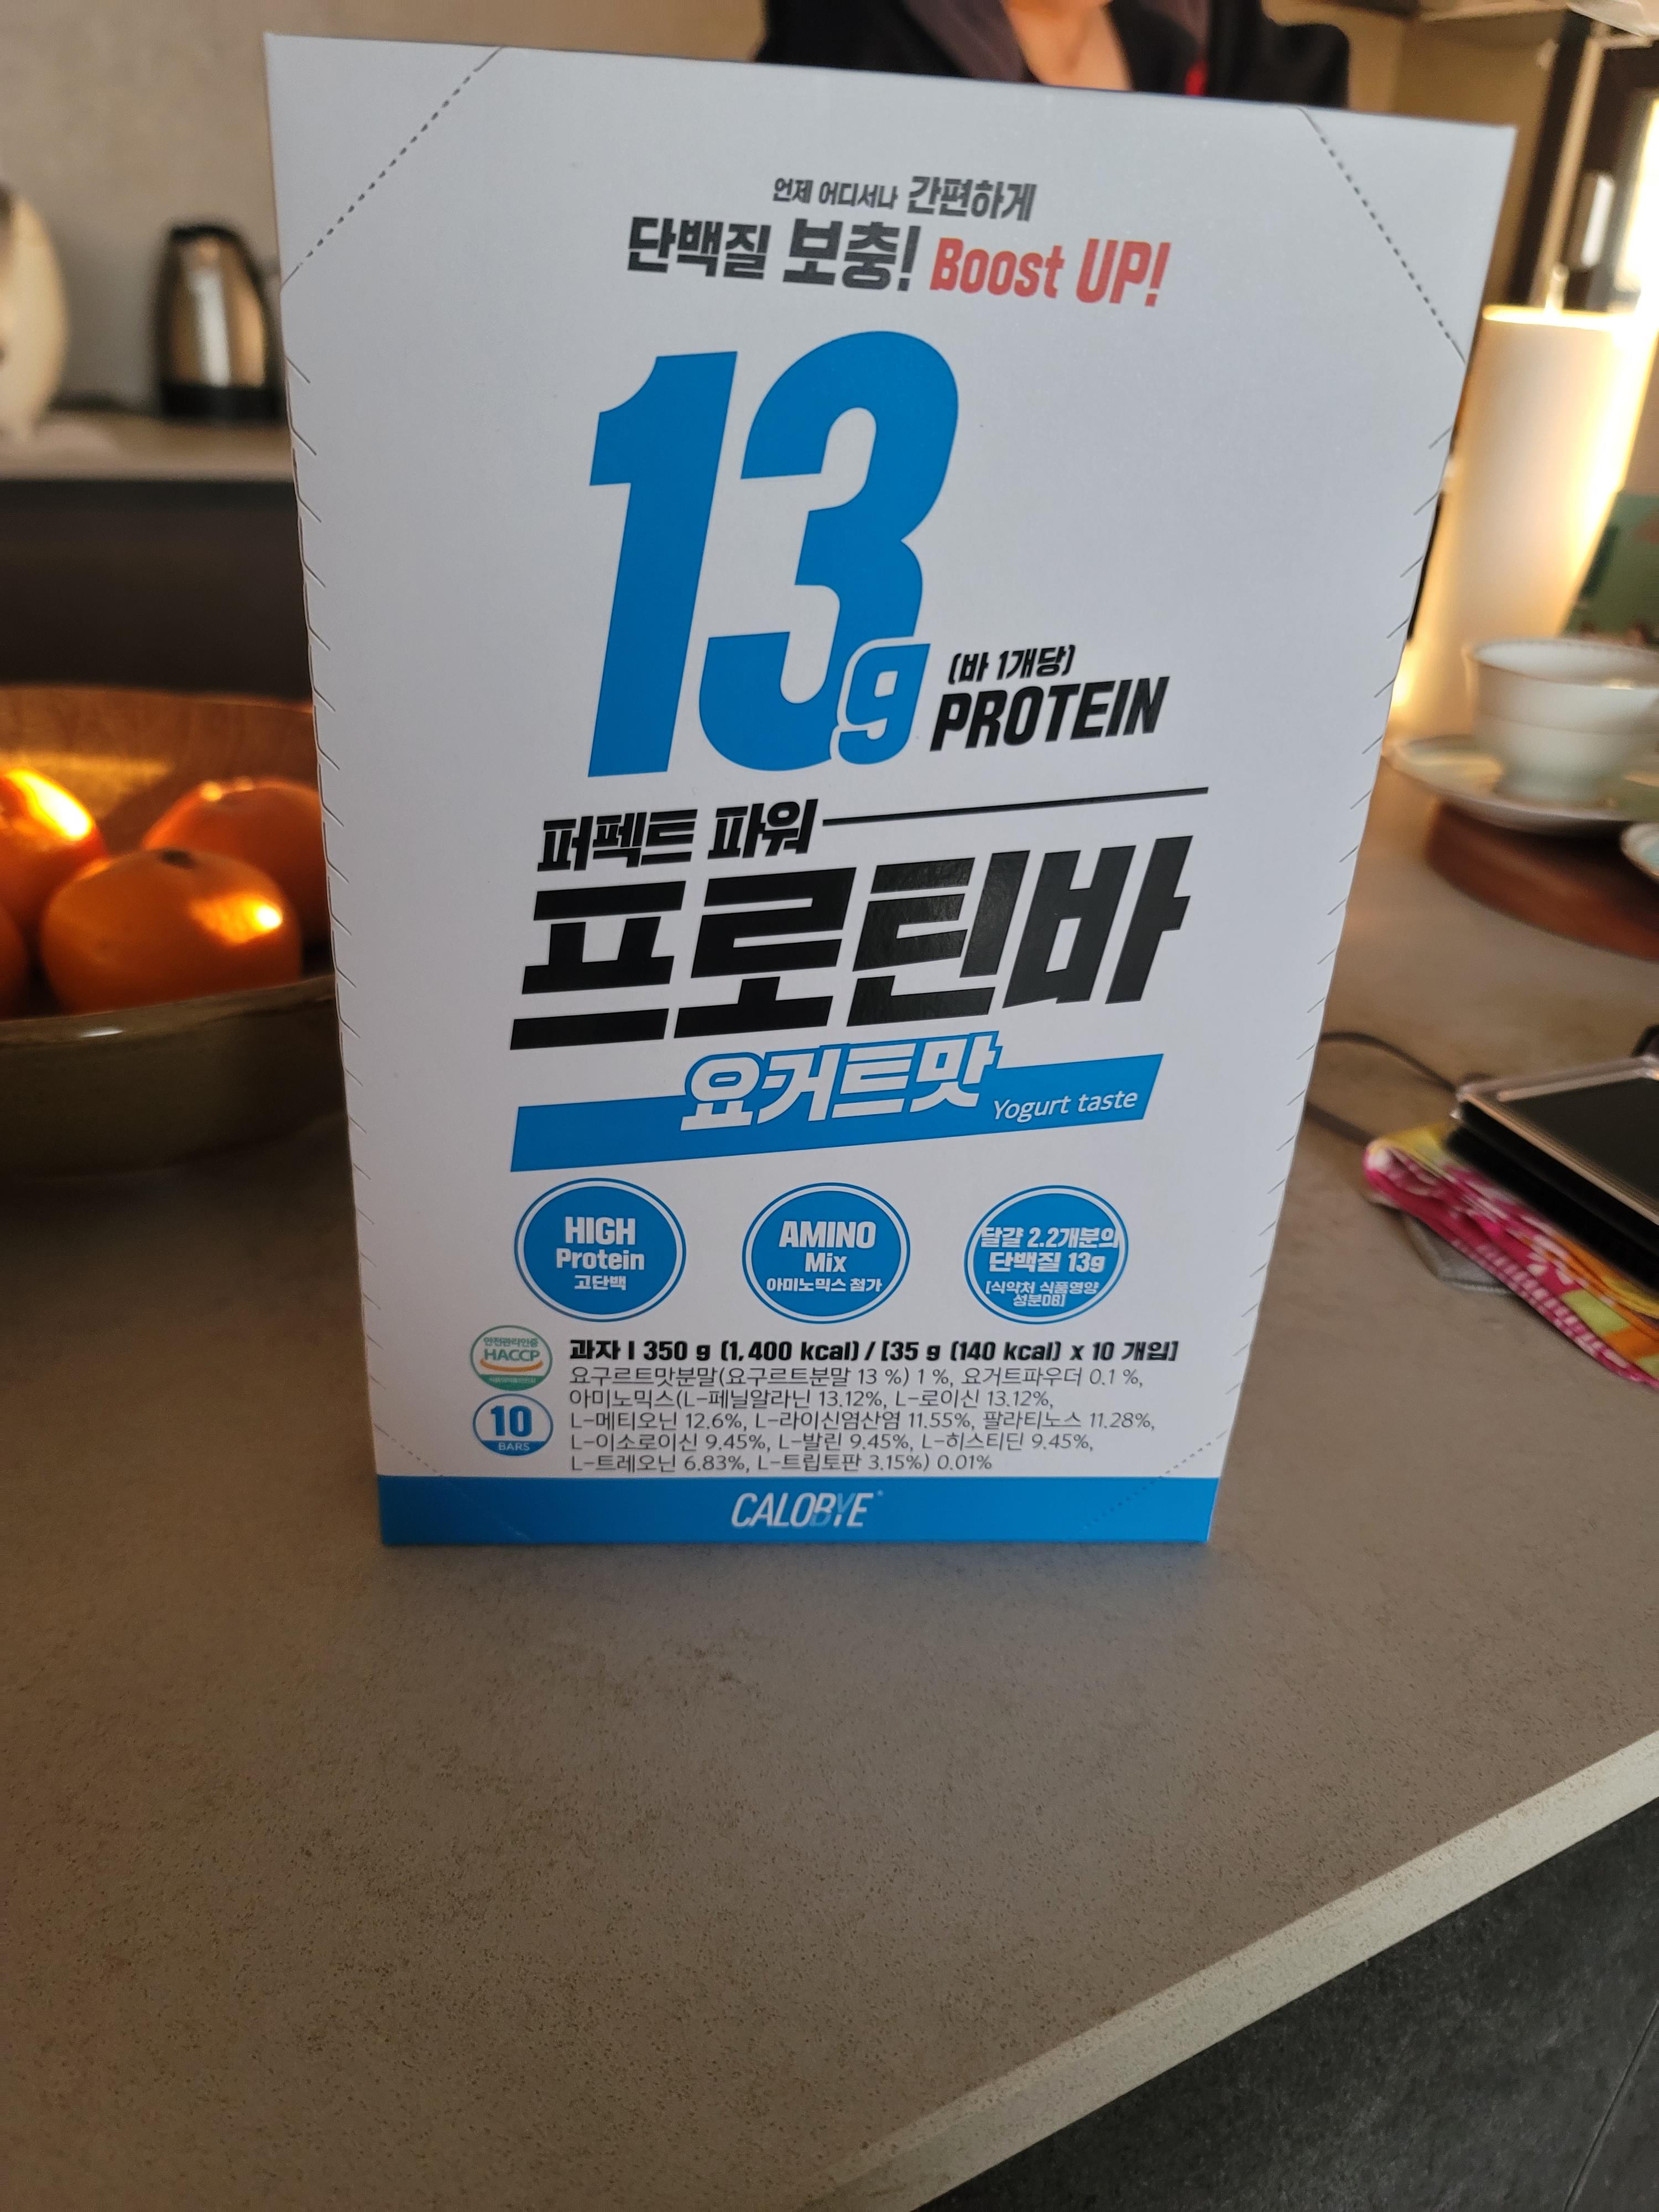 언제 어디서나 간편하게
단백질 보충! Boost UP!
13g
(바 1개당)
PROTEIN
퍼펙트 파워
프로틴바
요거트맛 Yogurt taste
HIGH
Protein
고단백
AMINO
Mix
아미노믹스 첨가
달걀 2.2개분의
단백질 13g
[식약처 식품영양
성분DB]
안전관리인증
HACCP
10
BARS
과자 | 350 g (1,400 kcal) / [35 g (140 kcal) x 10 개입]
요구르트맛분말(요구르트분말 13 %) 1 %, 요거트파우더 0.1 %,
아미노믹스(L-페닐알라닌 13.12%, L-로이신 13.12%,
L-메티오닌 12.6%, L-라이신염산염 11.55%, 팔라티노스 11.28%,
L-이소로이신 9.45%, L-발린 9.45%, L-히스티딘 9.45%,
L-트레오닌 6.83%, L-트립토판 3.15%) 0.01%
CALOBYE